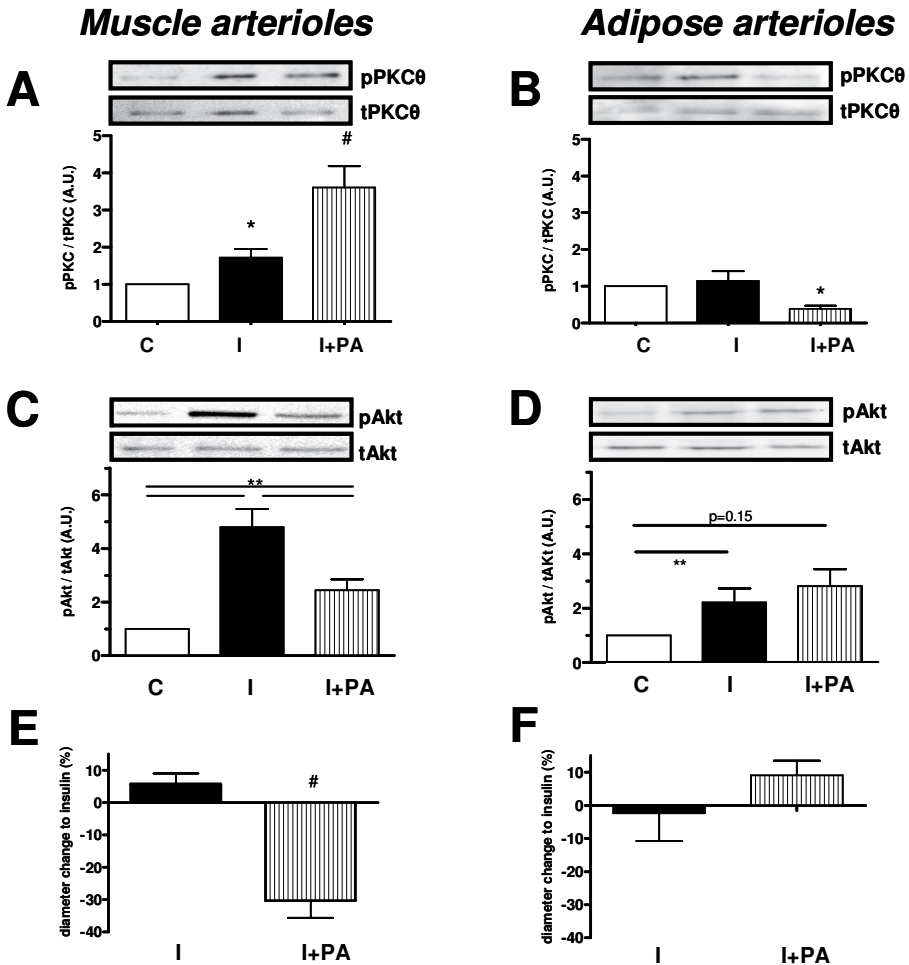 Muscle arterioles
Adipose arterioles
A
pPKCθ
tPKCθ
#
*
pPKC / tPKC (A.U.)
5
4
3
2
1
0
C I I+PA
B
pPKCθ
tPKCθ
*
pPKC / tPKC (A.U.)
5
4
3
2
1
0
C I I+PA
C
pAkt
tAkt
**
pAkt / tAkt (A.U.)
6
4
2
0
C I I+PA
D
pAkt
tAkt
p=0.15
**
pAkt / tAKt (A.U.)
6
4
2
0
C I I+PA
E
#
diameter change to insulin (%)
10
0
-10
-20
-30
-40
I I+PA
F
diameter change to insulin (%)
10
0
-10
-20
-30
-40
I I+PA